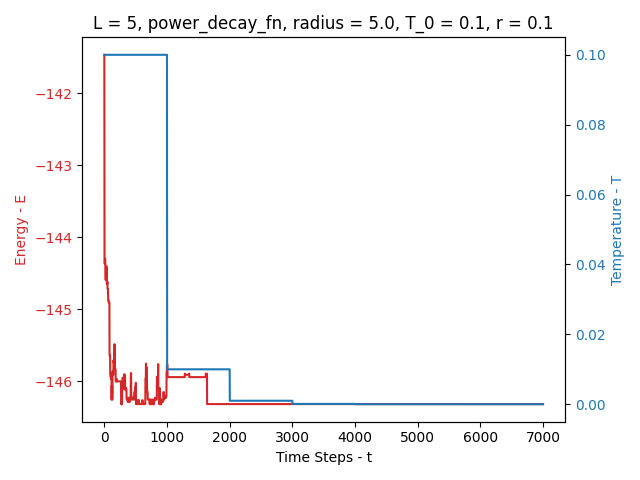 L = 5, power_decay_fn, radius = 5.0, T_0 = 0.1, r = 0.1
−142
−143
−144
−145
−146
Energy - E
0.10
0.08
0.06
0.04
0.02
0.00
Temperature - T
0 1000 2000 3000 4000 5000 6000 7000
Time Steps - t